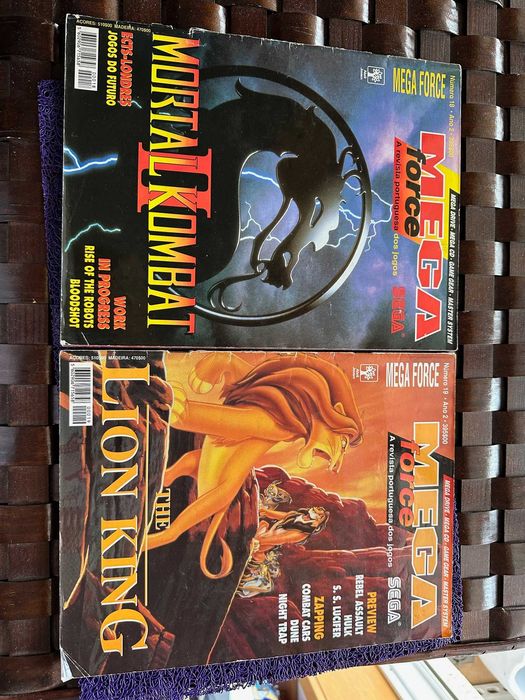 MEGA FORCE
Número 18 • Ano 2 • 395$00
MEGA DRIVE • MEGA CD • GAME GEAR • MASTER SYSTEM
MEGA
force
A revista portuguesa dos jogos
SEGA
MORTAL KOMBAT
II
ECTS-LONDRES
JOGOS DO FUTURO
WORK
IN PROGRESS
RISE OF THE ROBOTS
BLOODSHOT
AÇORES: 510$00 MADEIRA: 470$00
MEGA FORCE
Número 19 • Ano 2 • 395$00
MEGA DRIVE • MEGA CD • GAME GEAR • MASTER SYSTEM
MEGA
force
A revista portuguesa dos jogos
SEGA
PREVIEW
REBEL ASSAULT
HULK
S. S. LUCIFER
ZAPPING
COMBAT CARS
DUNE
NIGHT TRAP
THE
LION KING
AÇORES: 510$00 MADEIRA: 470$00